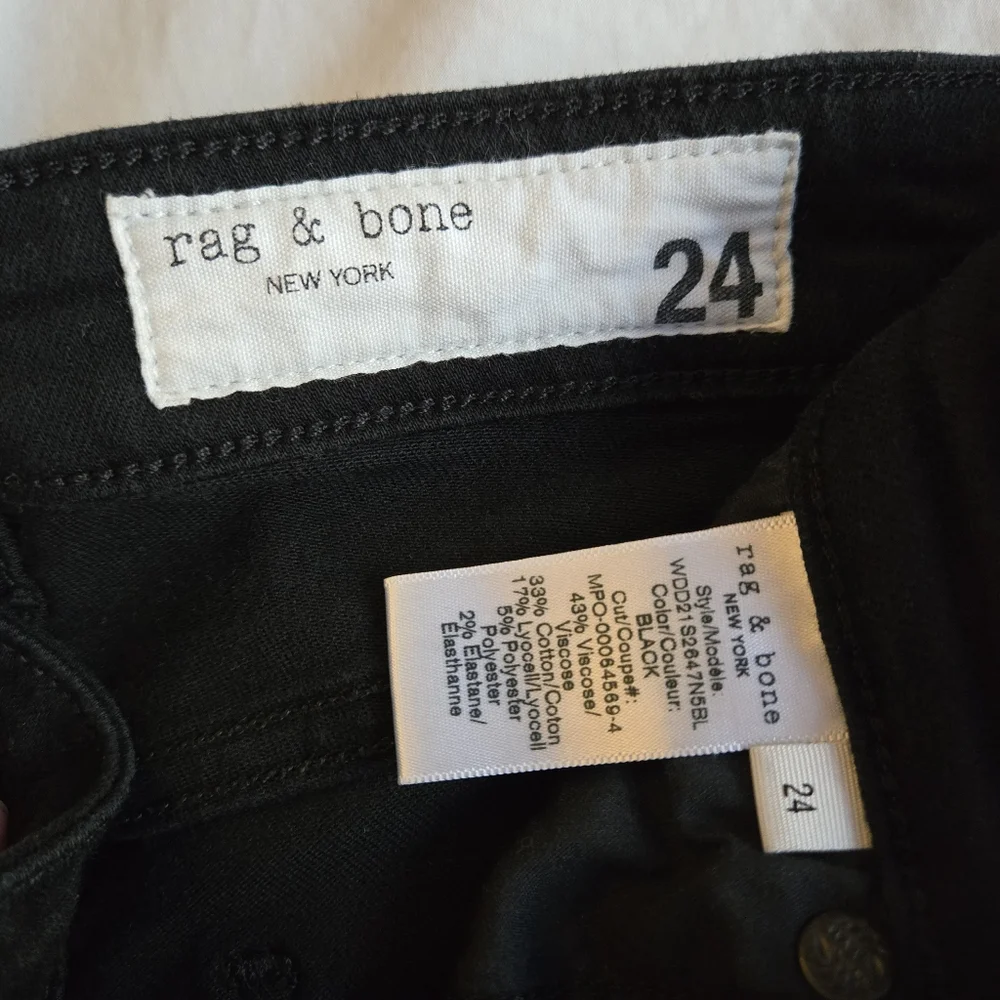 rag & bone
NEW YORK
24
rag & bone
NEW YORK
Style/Modèle:
WDD21S2647N5BL
Color/Couleur:
BLACK
Cut/Coupe#:
MPO-00064569-4
43% Viscose/
Viscose
33% Cotton/Coton
17% Lyocell/Lyocell
5% Polyester
Polyester
2% Elastane/
Elasthanne
24